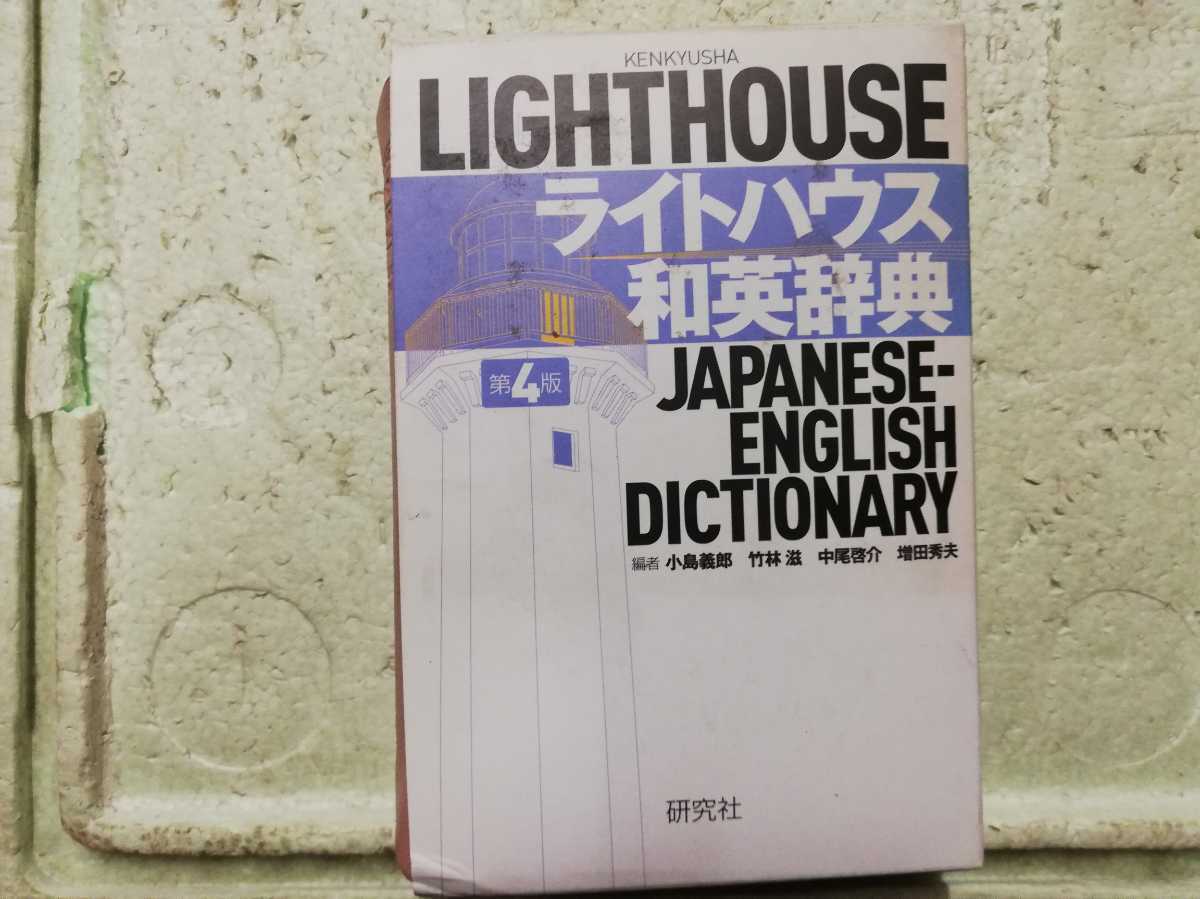 KENKYUSHA
LIGHTHOUSE
ライトハウス
和英辞典
第4版
JAPANESE-
ENGLISH
DICTIONARY
編者 小島義郎 竹林 滋 中尾啓介 増田秀夫
研究社